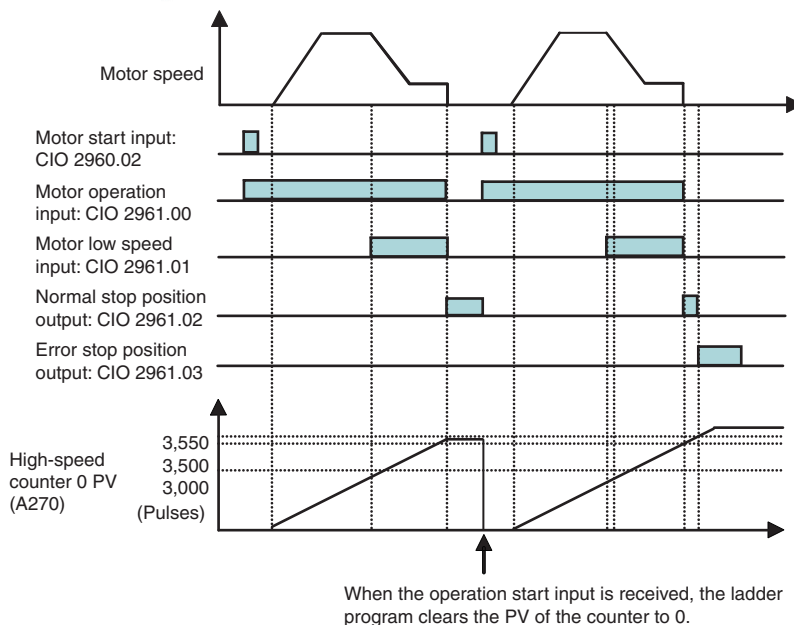 Motor speed
Motor start input:
CIO 2960.02
Motor operation
input: CIO 2961.00
Motor low speed
input: CIO 2961.01
Normal stop position
output: CIO 2961.02
Error stop position
output: CIO 2961.03
High-speed
counter 0 PV
(A270)
3,550
3,500
3,000
(Pulses)
When the operation start input is received, the ladder
program clears the PV of the counter to 0.